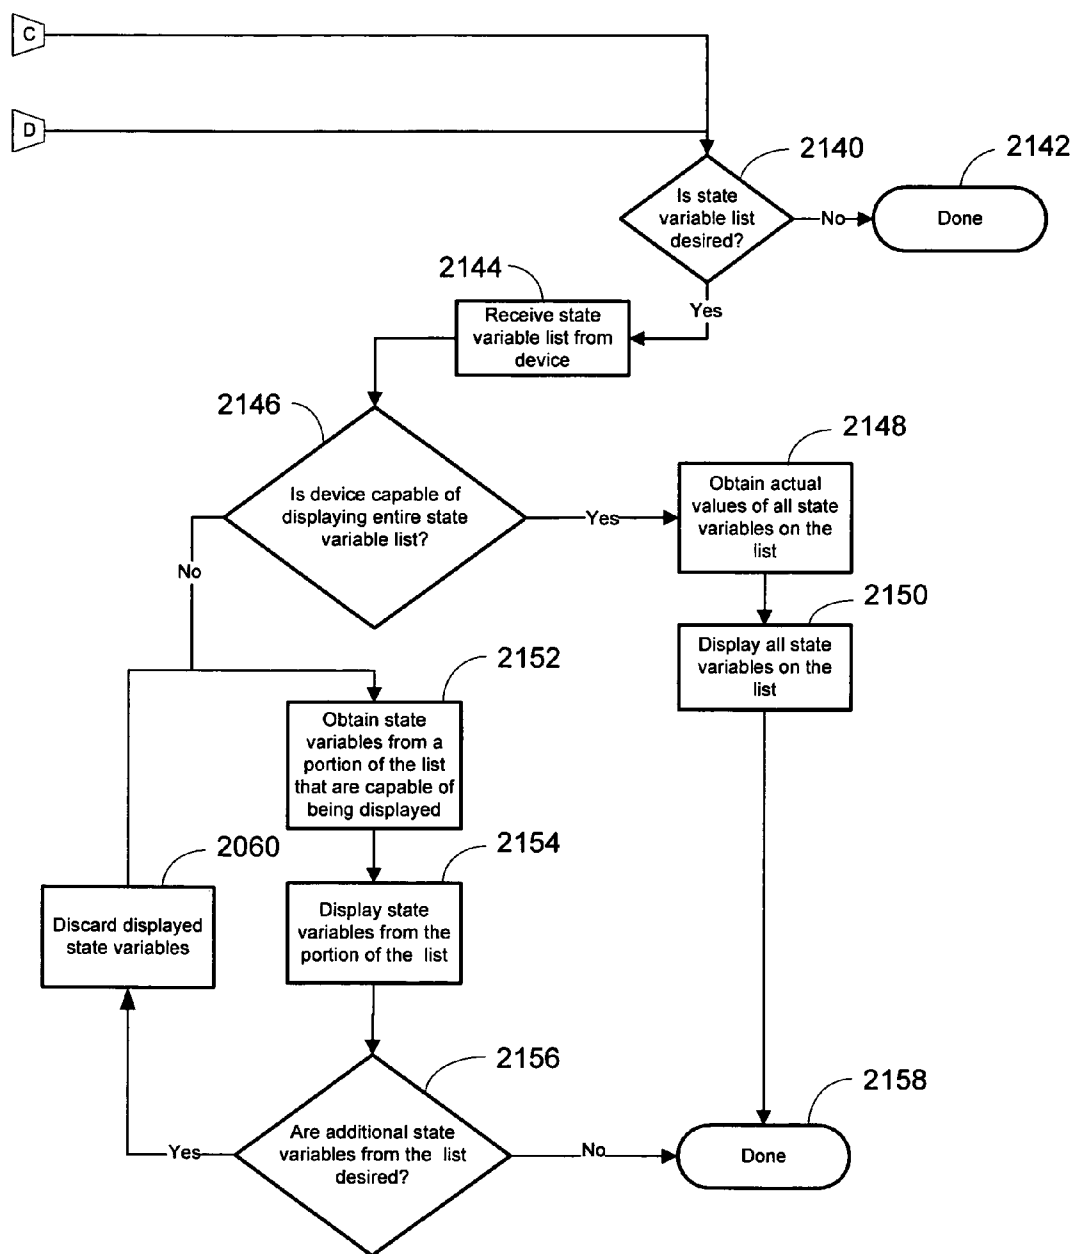 C
D
2140
2142
Is state
variable list
desired?
No
Done
Yes
2144
Receive state
variable list from
device
2146
Is device capable of
displaying entire state
variable list?
Yes
No
2148
Obtain actual
values of all state
variables on the
list
2150
Display all state
variables on the
list
2152
Obtain state
variables from a
portion of the list
that are capable of
being displayed
2154
Display state
variables from the
portion of the list
2060
Discard displayed
state variables
2156
Are additional state
variables from the list
desired?
Yes
No
2158
Done